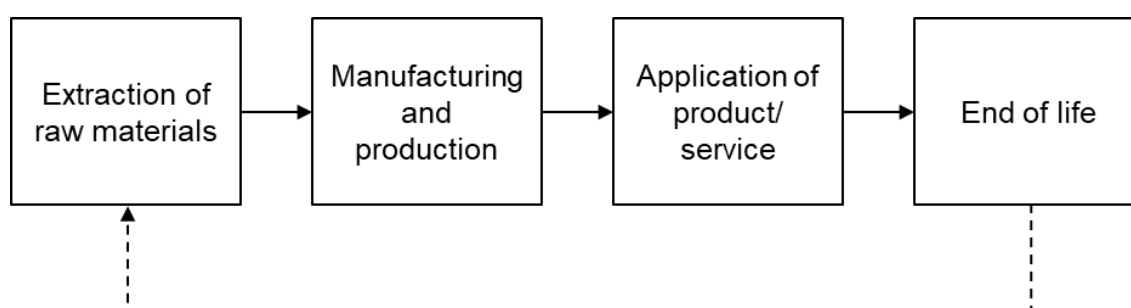 Extraction of
raw materials
Manufacturing
and
production
Application of
product/
service
End of life